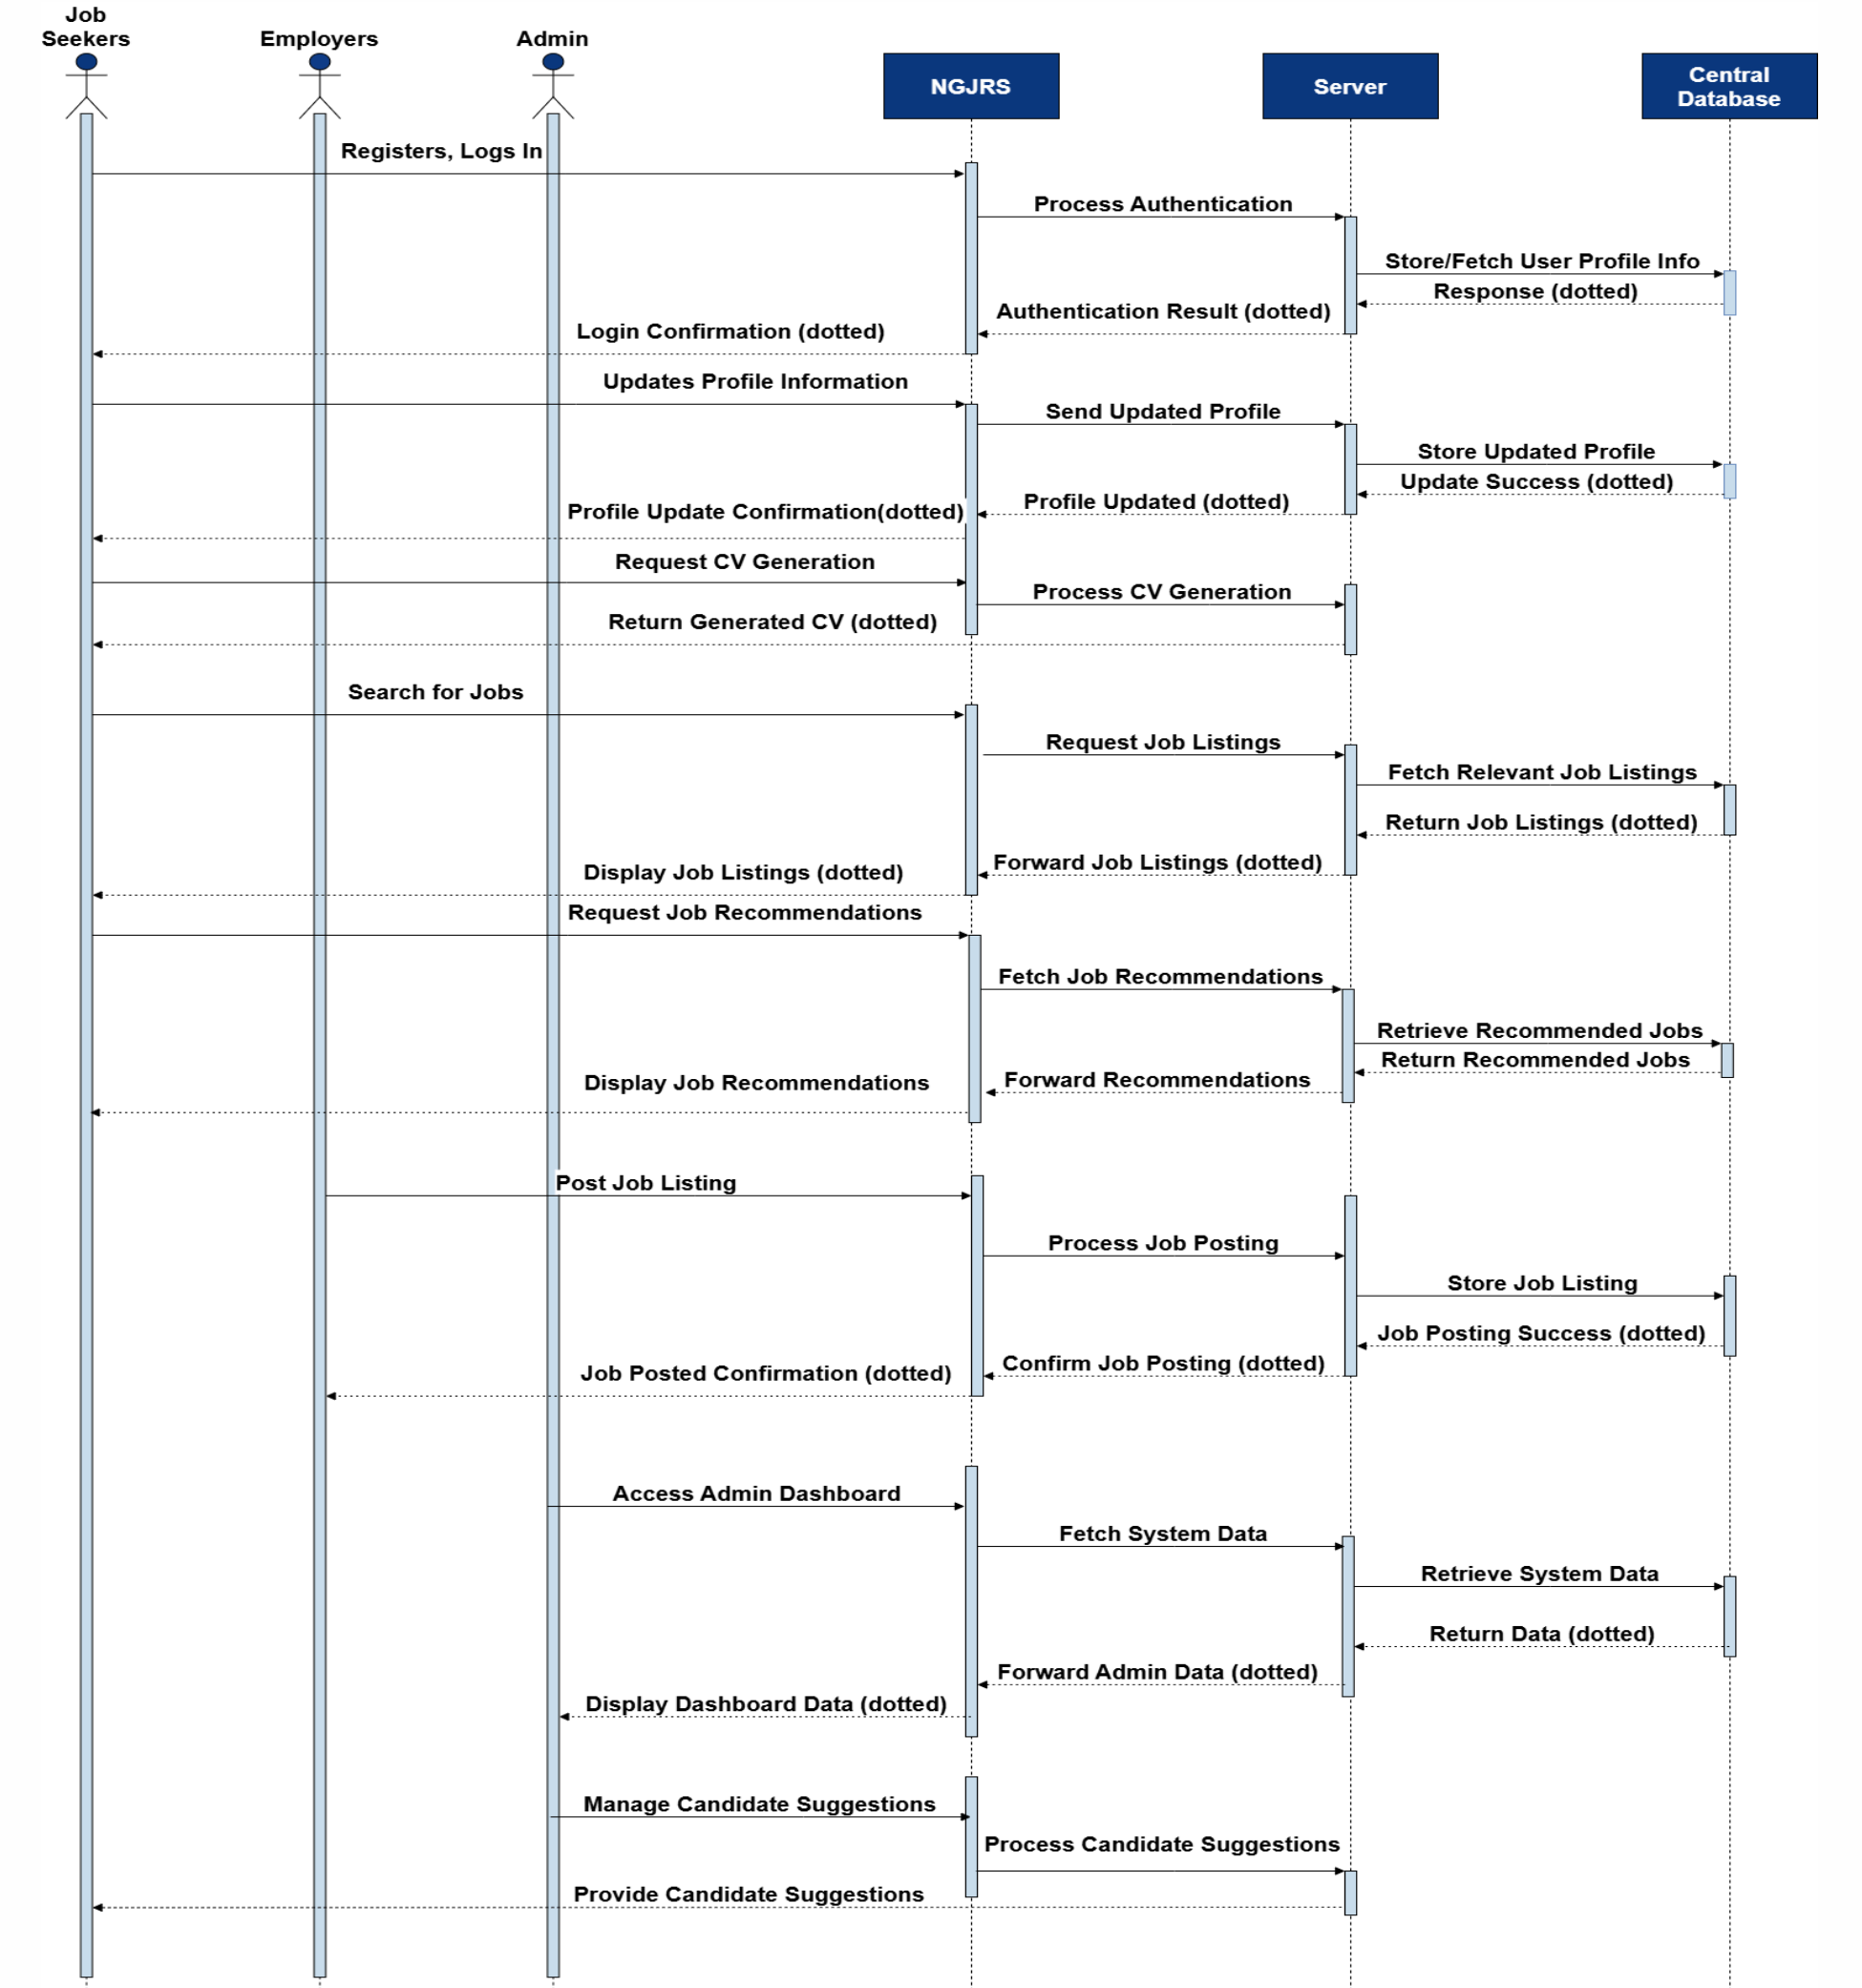 Job
Seekers
Employers
Admin
NGJRS
Server
Central
Database
Registers, Logs In
Process Authentication
Store/Fetch User Profile Info
Response (dotted)
Authentication Result (dotted)
Login Confirmation (dotted)
Updates Profile Information
Send Updated Profile
Store Updated Profile
Update Success (dotted)
Profile Updated (dotted)
Profile Update Confirmation(dotted)
Request CV Generation
Process CV Generation
Return Generated CV (dotted)
Search for Jobs
Request Job Listings
Fetch Relevant Job Listings
Return Job Listings (dotted)
Forward Job Listings (dotted)
Display Job Listings (dotted)
Request Job Recommendations
Fetch Job Recommendations
Retrieve Recommended Jobs
Return Recommended Jobs
Forward Recommendations
Display Job Recommendations
Post Job Listing
Process Job Posting
Store Job Listing
Job Posting Success (dotted)
Confirm Job Posting (dotted)
Job Posted Confirmation (dotted)
Access Admin Dashboard
Fetch System Data
Retrieve System Data
Return Data (dotted)
Forward Admin Data (dotted)
Display Dashboard Data (dotted)
Manage Candidate Suggestions
Process Candidate Suggestions
Provide Candidate Suggestions